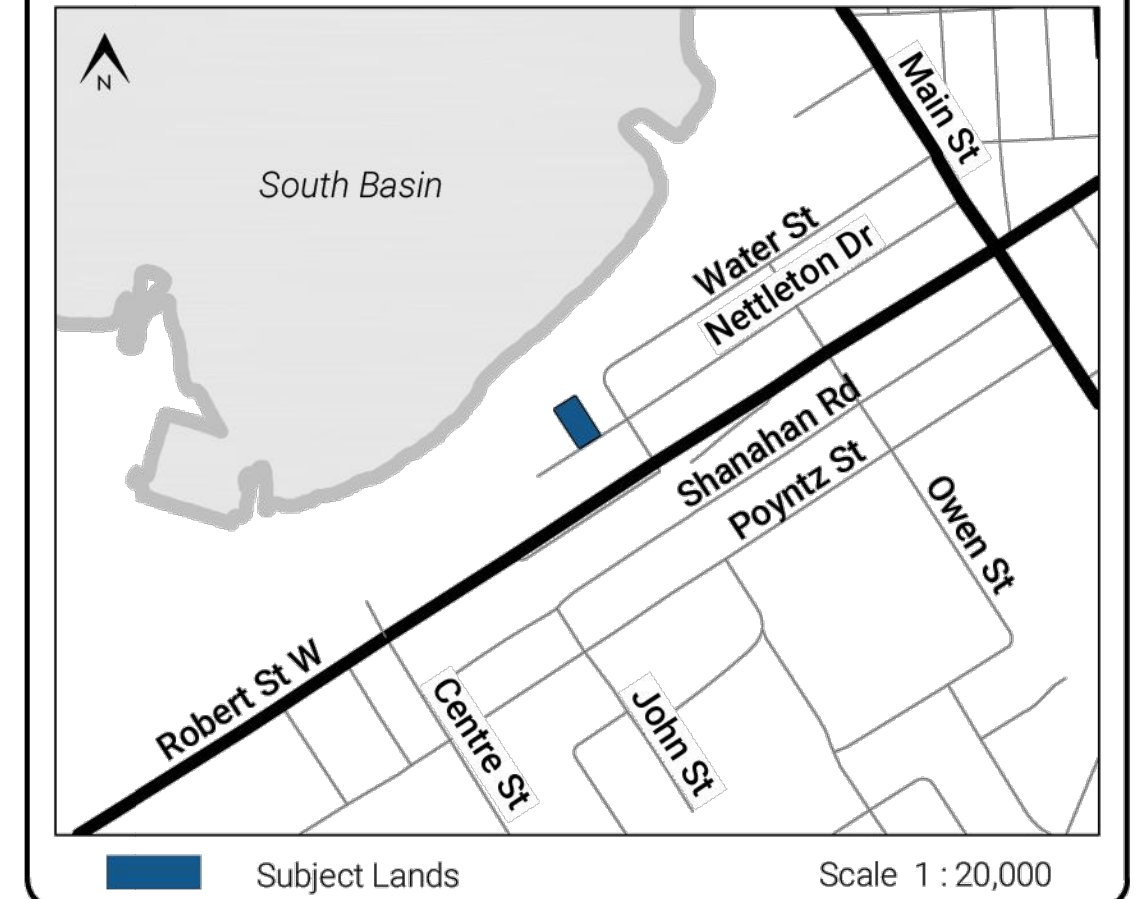 N
Main St
South Basin
Water St
Nettleton Dr
Shanahan Rd
Poyntz St
Owen St
Robert St W
Centre St
John St
Subject Lands
Scale 1 : 20,000